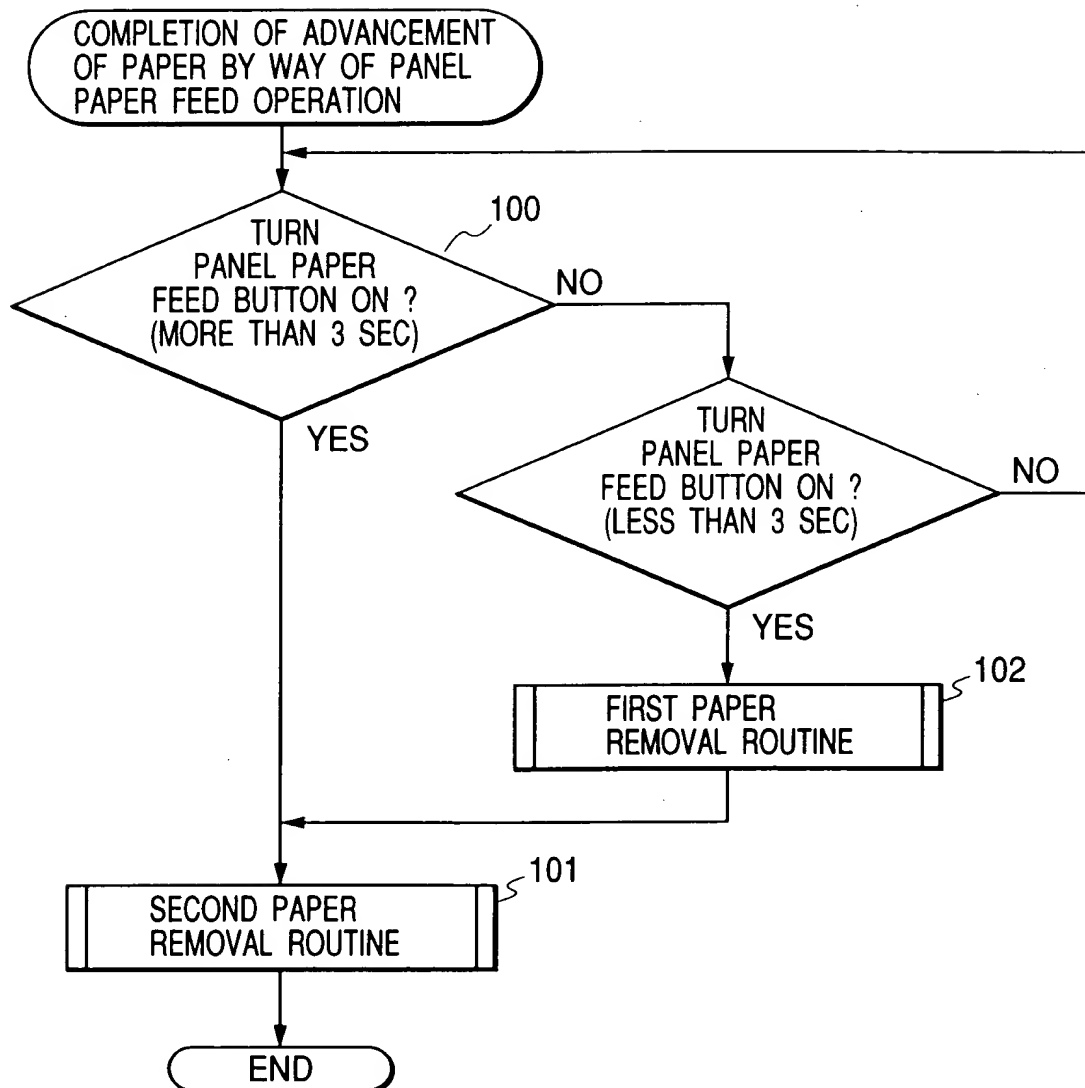 COMPLETION OF ADVANCEMENT
OF PAPER BY WAY OF PANEL
PAPER FEED OPERATION
100
TURN
PANEL PAPER
FEED BUTTON ON ?
(MORE THAN 3 SEC)
NO
YES
TURN
PANEL PAPER
FEED BUTTON ON ?
(LESS THAN 3 SEC)
NO
YES
102
FIRST PAPER
REMOVAL ROUTINE
101
SECOND PAPER
REMOVAL ROUTINE
END